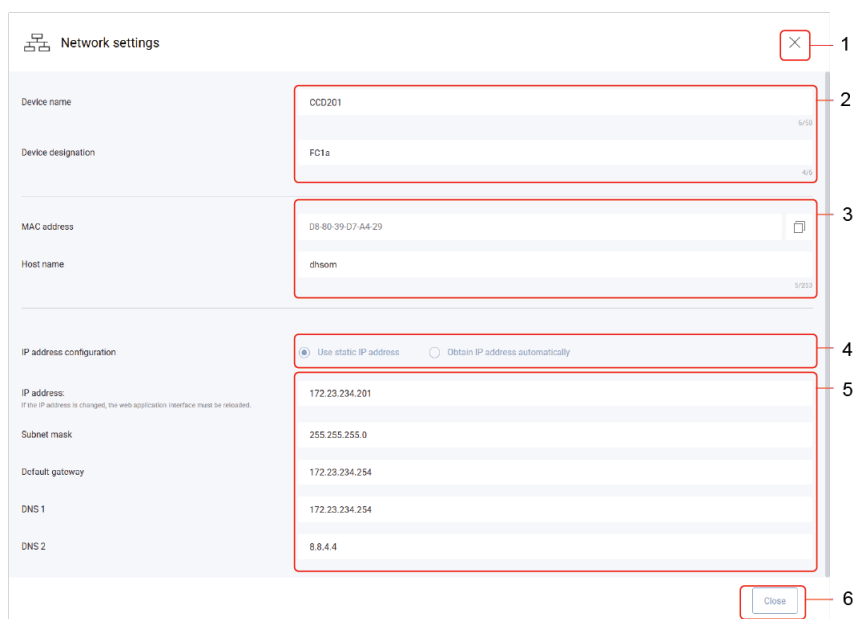 Network settings
1
Device name
CCD201
2
6/50
Device designation
FC1a
4/6
MAC address
D8-80-39-D7-A4-29
3
Host name
dhsom
5/253
IP address configuration
Use static IP address
Obtain IP address automatically
4
IP address:
172.23.234.201
5
If the IP address is changed, the web application interface must be reloaded.
Subnet mask
255.255.255.0
Default gateway
172.23.234.254
DNS 1
172.23.234.254
DNS 2
8.8.4.4
Close
6